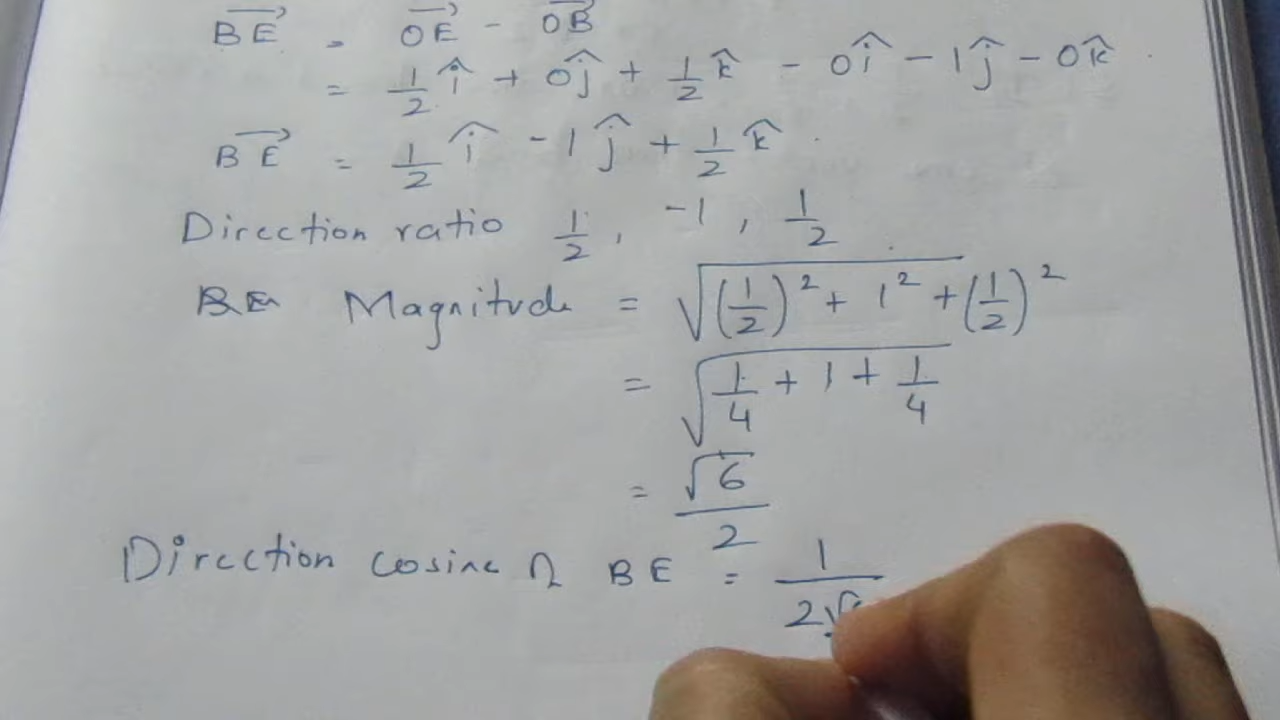 BE⃗ = OE⃗ - OB⃗
= 1/2 î + 0ĵ + 1/2 k̂ - 0î - 1ĵ - 0k̂
BE⃗ = 1/2 î - 1ĵ + 1/2 k̂
Direction ratio 1/2 , -1 , 1/2
BE Magnitude = √((1/2)² + 1² + (1/2)²)
= √(1/4 + 1 + 1/4)
= √6/2
Direction cosine BE = 1/2√